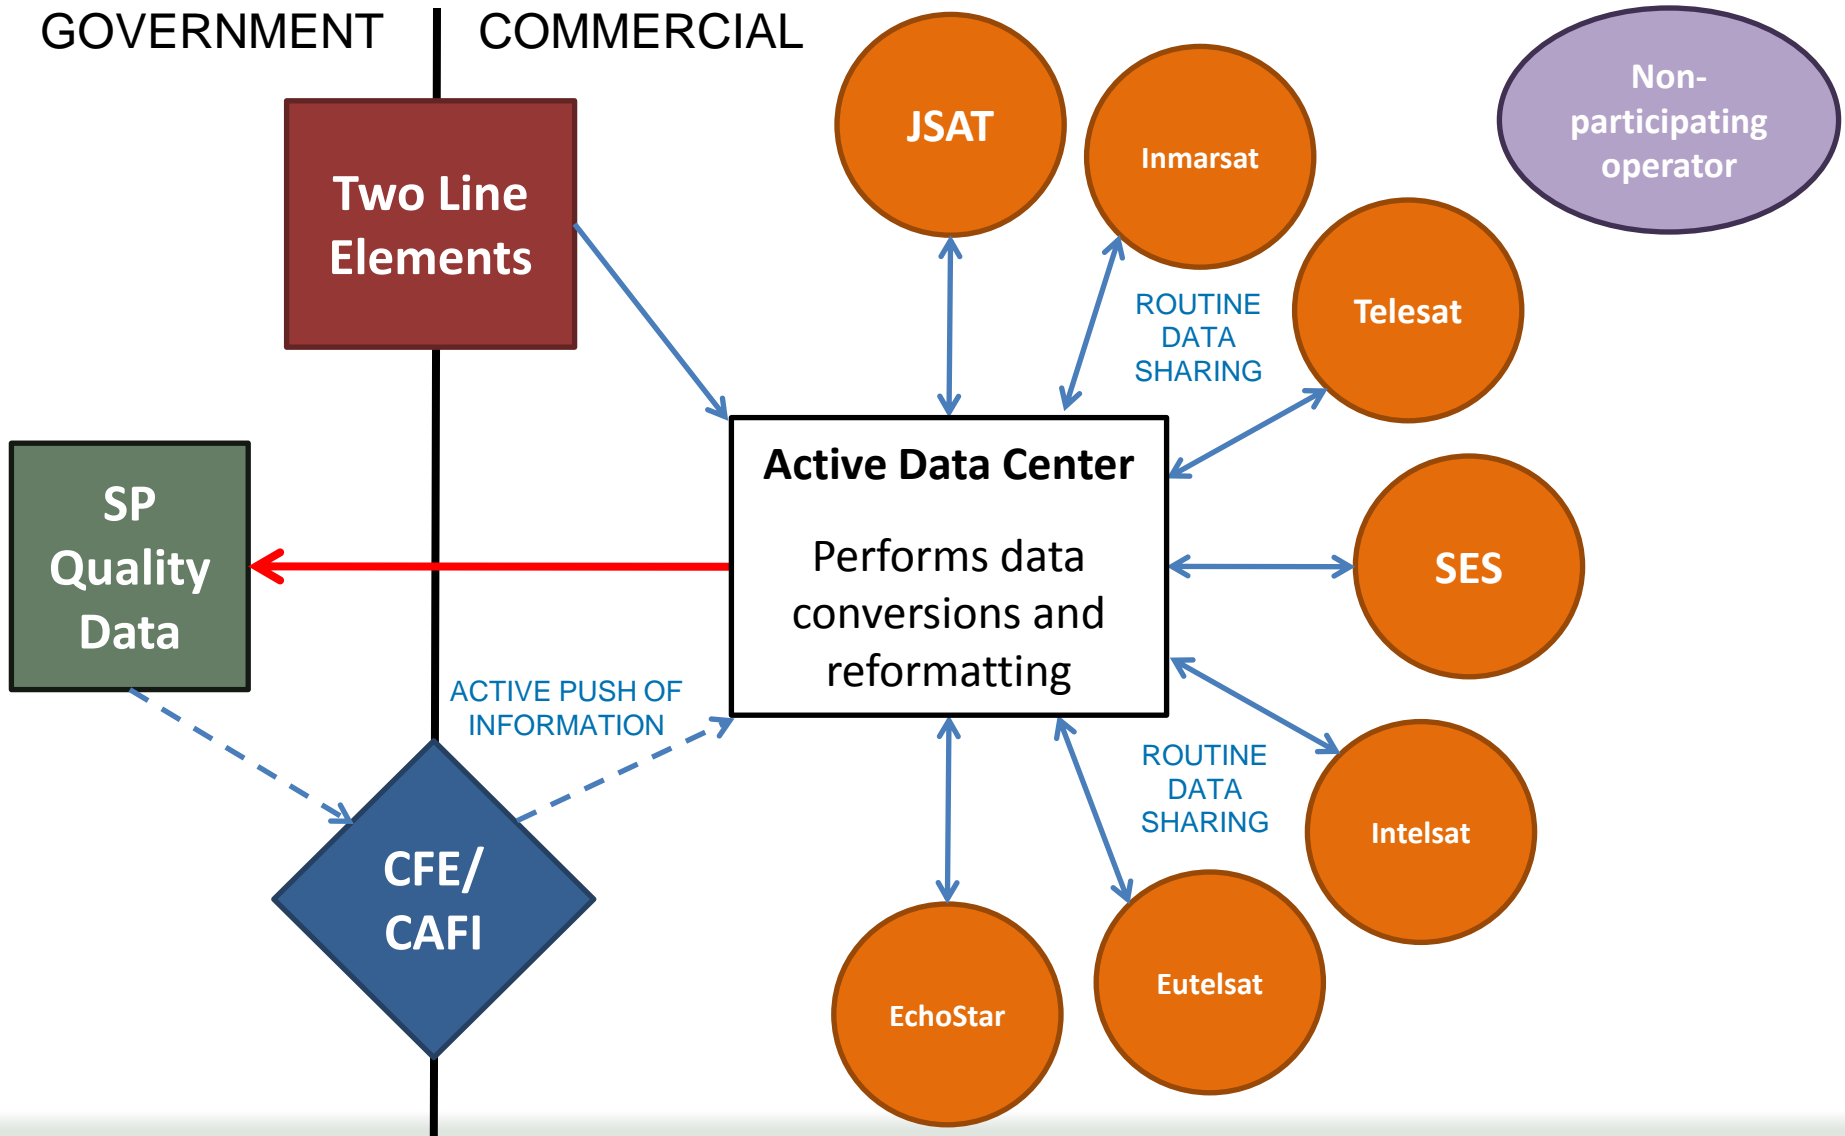 GOVERNMENT
COMMERCIAL
Two Line
Elements
SP
Quality
Data
CFE/
CAFI
ACTIVE PUSH OF
INFORMATION
Active Data Center
Performs data
conversions and
reformatting
JSAT
Inmarsat
ROUTINE
DATA
SHARING
Telesat
SES
Intelsat
ROUTINE
DATA
SHARING
Eutelsat
EchoStar
Non-
participating
operator